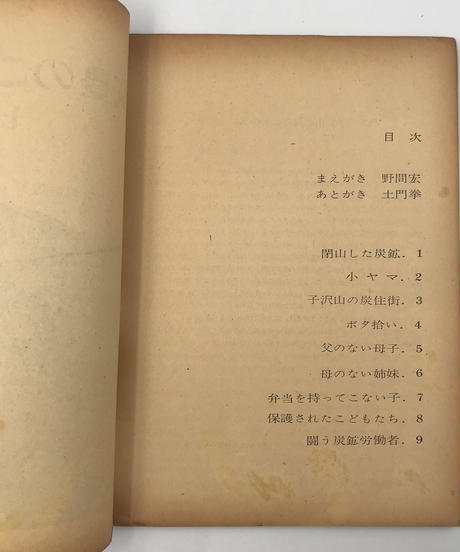 目次
まえがき 野間宏
あとがき 土門拳
閉山した炭鉱. 1
小ヤマ. 2
子沢山の炭住街. 3
ボタ拾い. 4
父のない母子. 5
母のない姉妹. 6
弁当を持ってこない子. 7
保護されたこどもたち. 8
闘う炭鉱労働者. 9